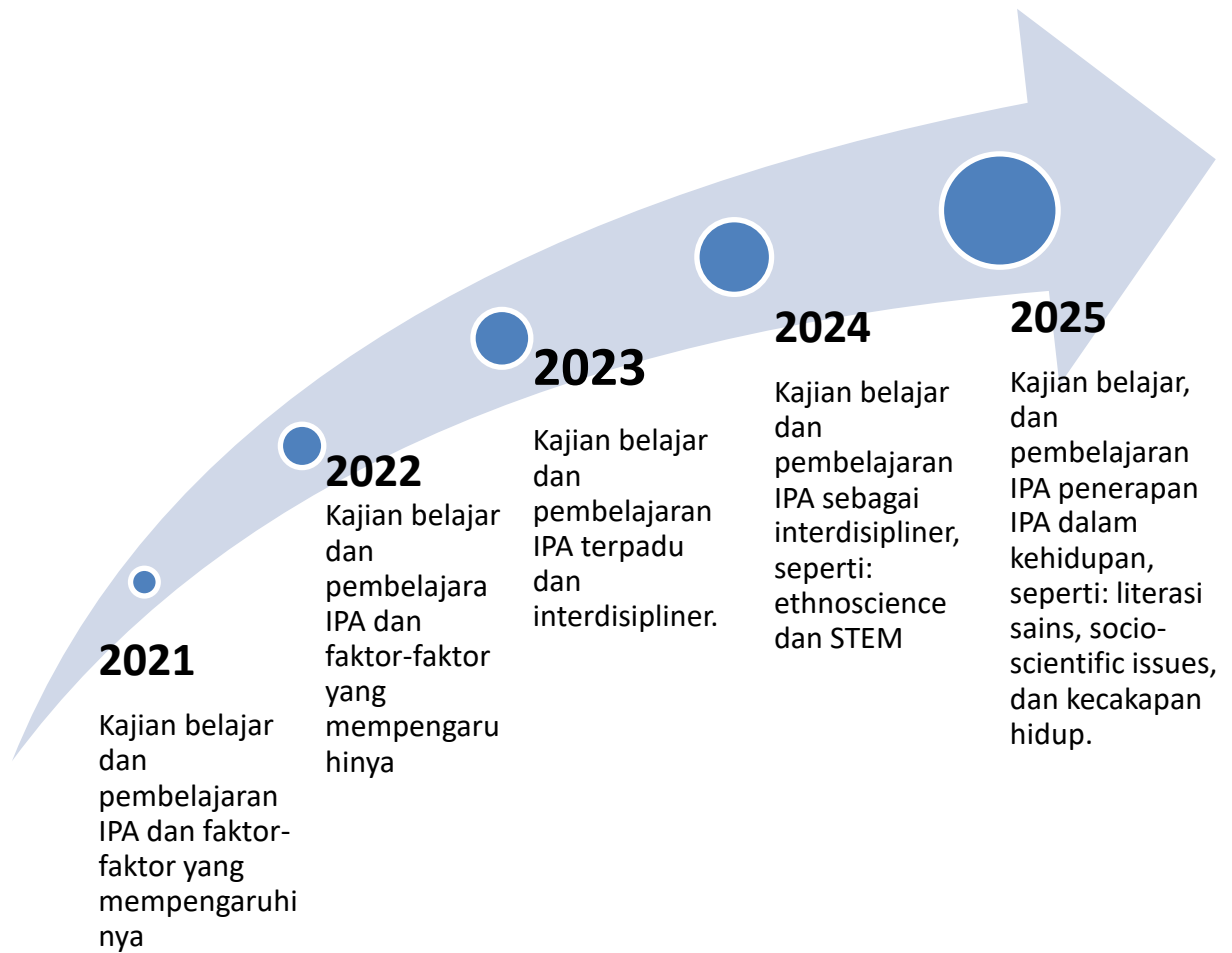 2021
Kajian belajar
dan
pembelajaran
IPA dan faktor-
faktor yang
mempengaruhi
nya
2022
Kajian belajar
dan
pembelajara
IPA dan
faktor-faktor
yang
mempengaru
hinya
2023
Kajian belajar
dan
pembelajaran
IPA terpadu
dan
interdisipliner.
2024
Kajian belajar
dan
pembelajaran
IPA sebagai
interdisipliner,
seperti:
ethnoscience
dan STEM
2025
Kajian belajar,
dan
pembelajaran
IPA penerapan
IPA dalam
kehidupan,
seperti: literasi
sains, socio-
scientific issues,
dan kecakapan
hidup.